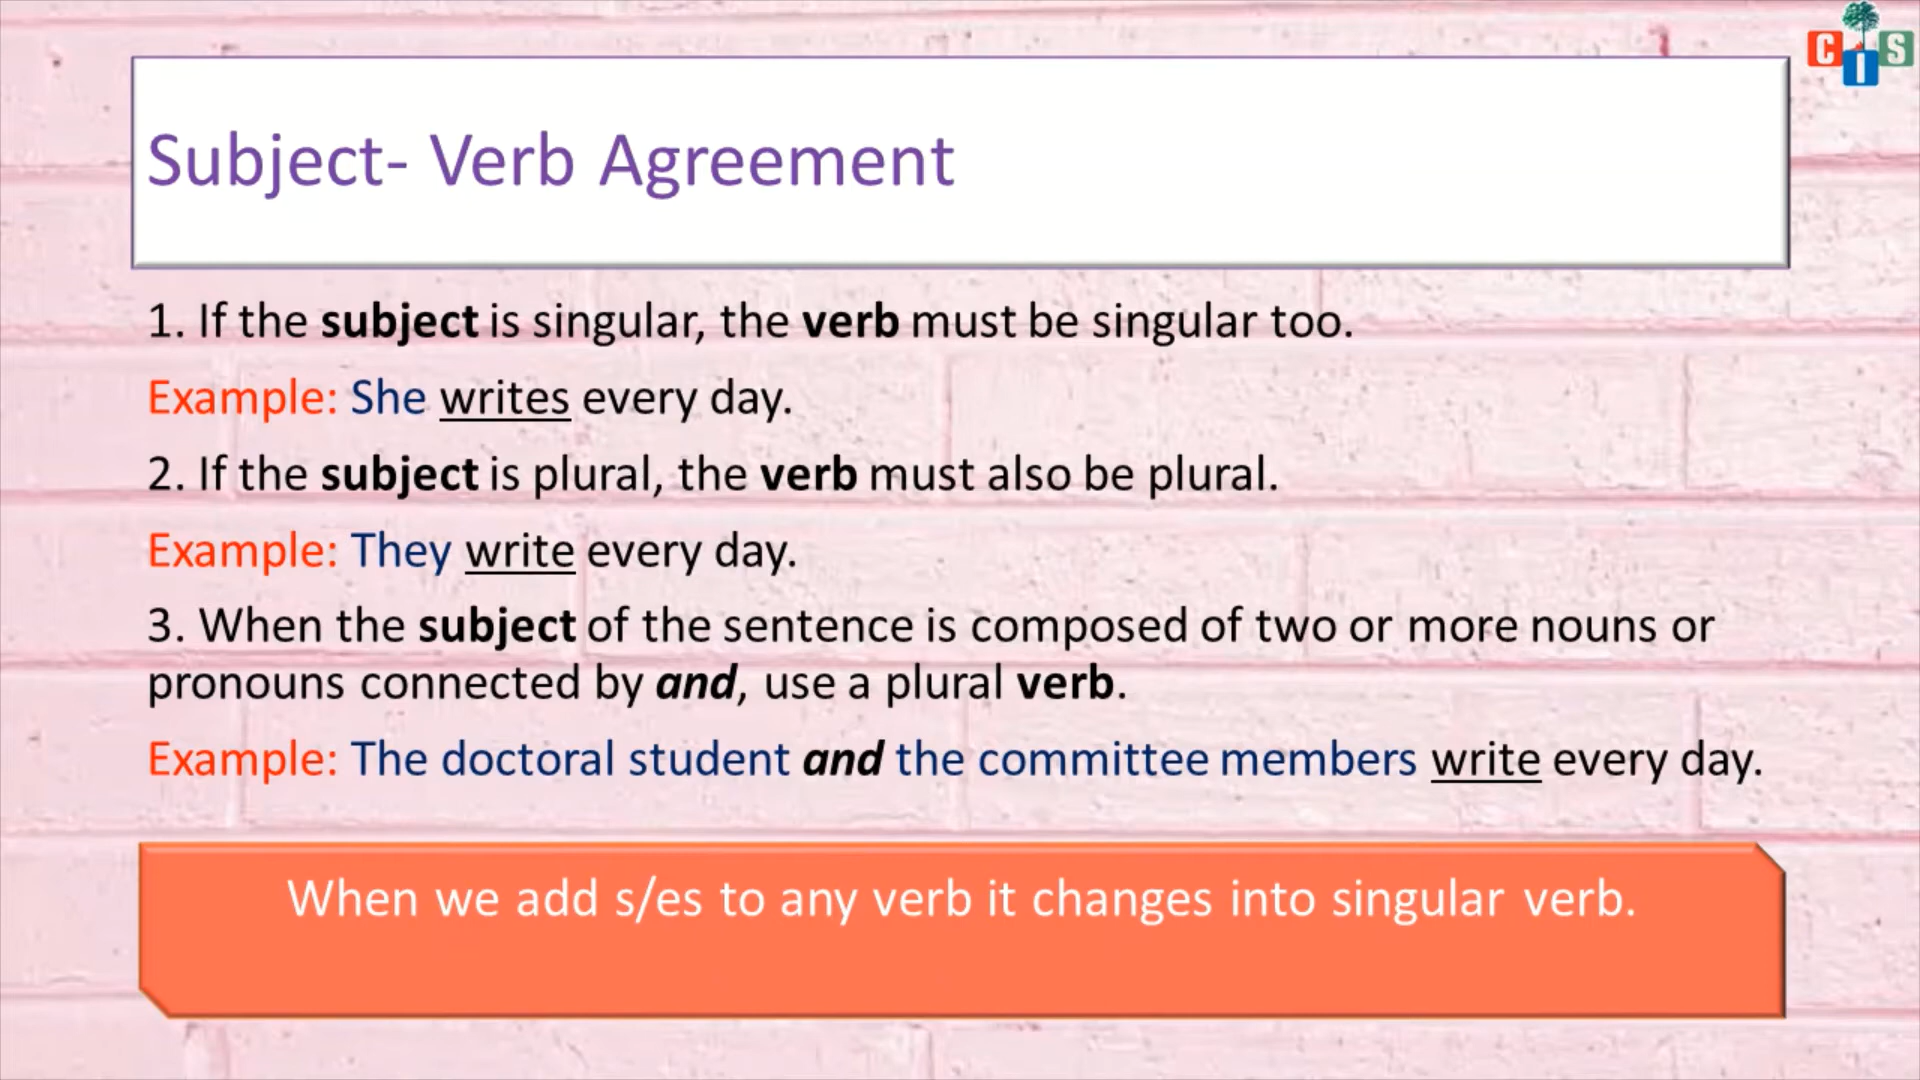 C I S
Subject- Verb Agreement
1. If the subject is singular, the verb must be singular too.
Example: She writes every day.
2. If the subject is plural, the verb must also be plural.
Example: They write every day.
3. When the subject of the sentence is composed of two or more nouns or
pronouns connected by and, use a plural verb.
Example: The doctoral student and the committee members write every day.
When we add s/es to any verb it changes into singular verb.